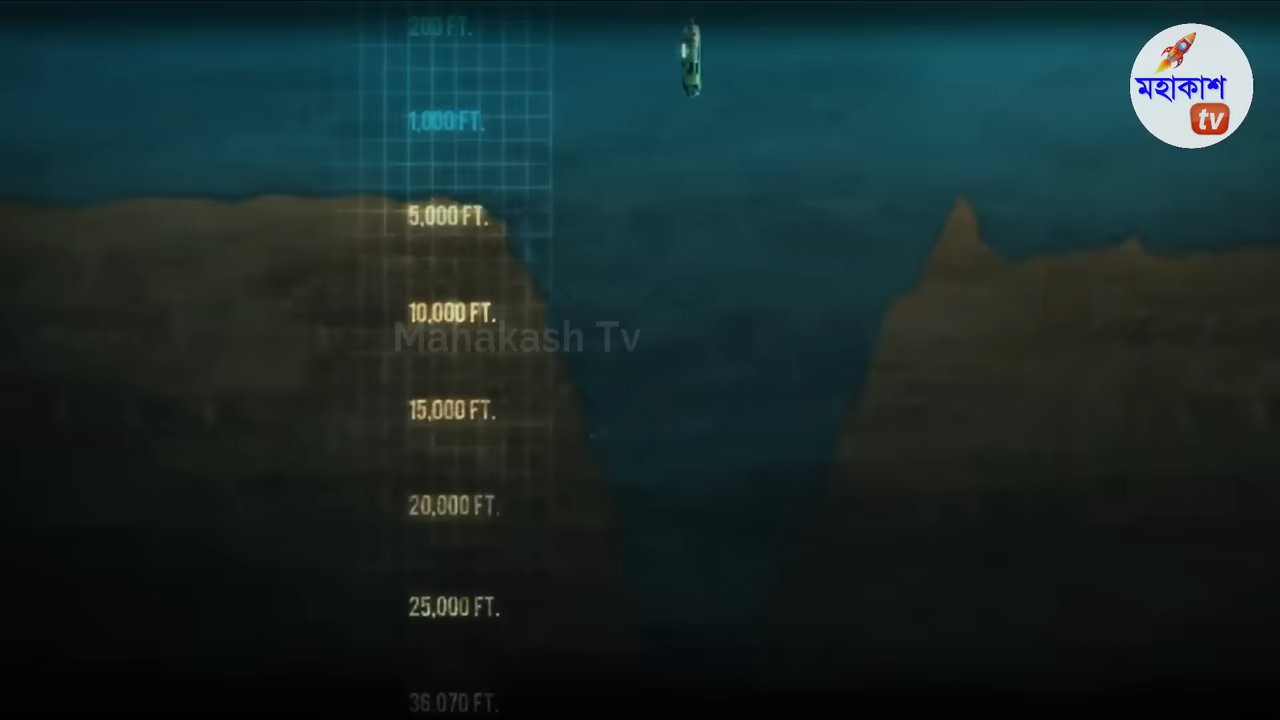 200 FT.
মহাকাশ
tv
1,000 FT.
5,000 FT.
10,000 FT.
Mahakash Tv
15,000 FT.
20,000 FT.
25,000 FT.
36,070 FT.